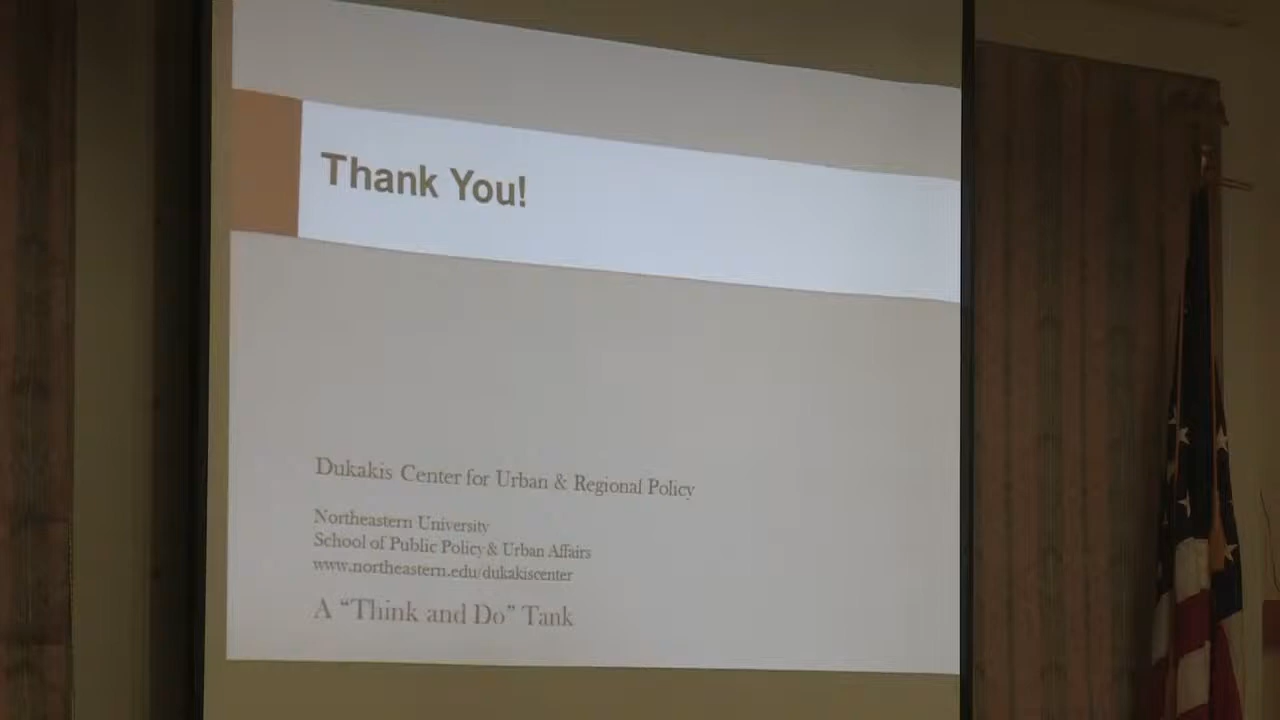 Thank You!
Dukakis Center for Urban & Regional Policy
Northeastern University
School of Public Policy & Urban Affairs
www.northeastern.edu/dukakiscenter
A “Think and Do” Tank